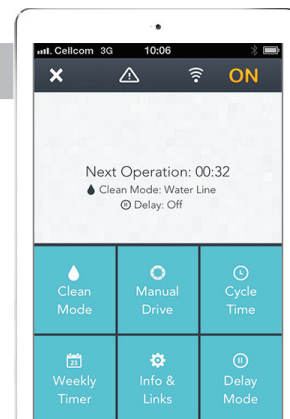 Cellcom 3G 10:06
ON
Next Operation: 00:32
Clean Mode: Water Line
Delay: Off
Clean Mode
Manual Drive
Cycle Time
23
Weekly Timer
Info & Links
Delay Mode